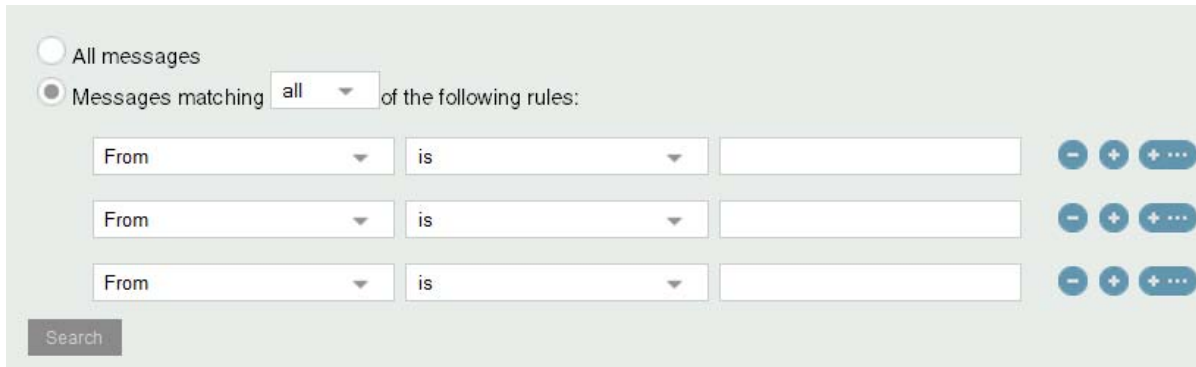 All messages
Messages matching all of the following rules:
From is
From is
From is
Search